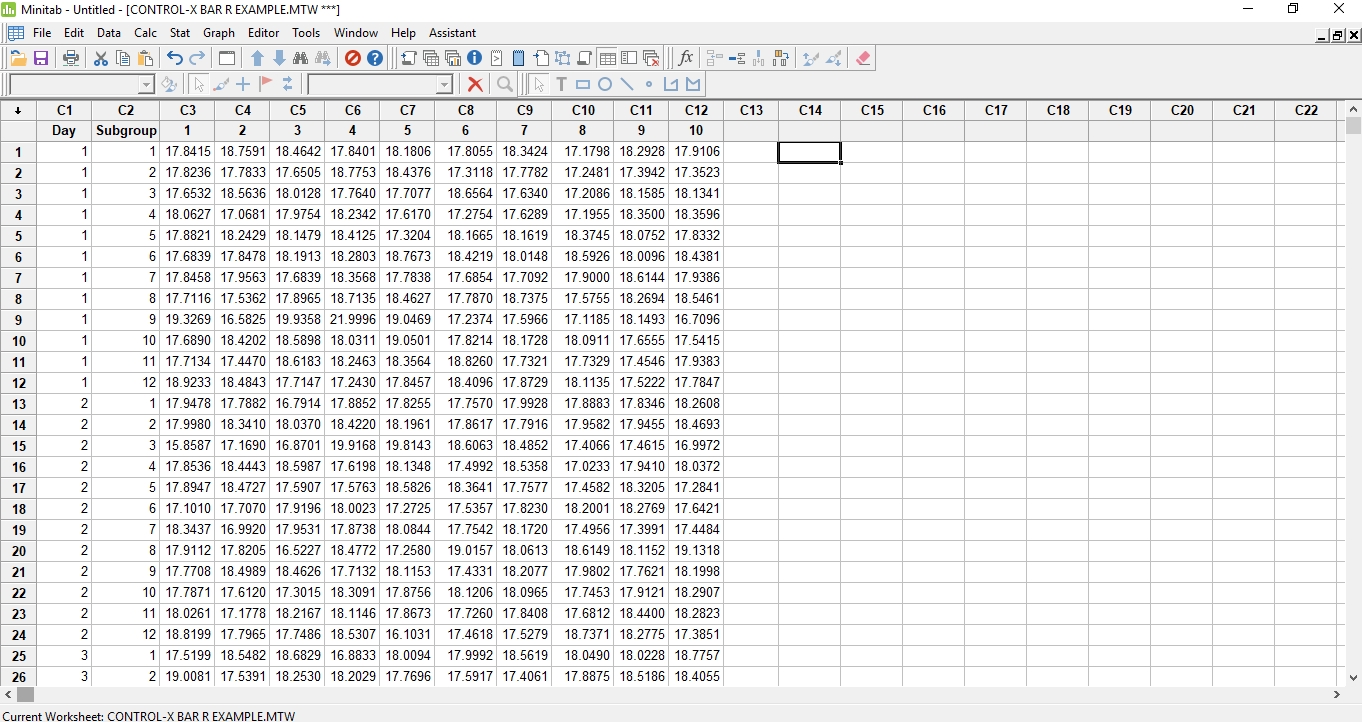 Minitab - Untitled - [CONTROL-X BAR R EXAMPLE.MTW ***]
File Edit Data Calc Stat Graph Editor Tools Window Help Assistant
C1 C2 C3 C4 C5 C6 C7 C8 C9 C10 C11 C12 C13 C14 C15 C16 C17 C18 C19 C20 C21 C22
Day Subgroup 1 2 3 4 5 6 7 8 9 10
1 1 1 17.8415 18.7591 18.4642 17.8401 18.1806 17.8055 18.3424 17.1798 18.2928 17.9106
2 1 2 17.8236 17.7833 17.6505 18.7753 18.4376 17.3118 17.7782 17.2481 17.3942 17.3523
3 1 3 17.6532 18.5636 18.0128 17.7640 17.7077 18.6564 17.6340 17.2086 18.1585 18.1341
4 1 4 18.0627 17.0681 17.9754 18.2342 17.6170 17.2754 17.6289 17.1955 18.3500 18.3596
5 1 5 17.8821 18.2429 18.1479 18.4125 17.3204 18.1665 18.1619 18.3745 18.0752 17.8332
6 1 6 17.6839 17.8478 18.1913 18.2803 18.7673 18.4219 18.0148 18.5926 18.0096 18.4381
7 1 7 17.8458 17.9563 17.6839 18.3568 17.7838 17.6854 17.7092 17.9000 18.6144 17.9386
8 1 8 17.7116 17.5362 17.8965 18.7135 18.4627 17.7870 18.7375 17.5755 18.2694 18.5461
9 1 9 19.3269 16.5825 19.9358 21.9996 19.0469 17.2374 17.5966 17.1185 18.1493 16.7096
10 1 10 17.6890 18.4202 18.5898 18.0311 19.0501 17.8214 18.1728 18.0911 17.6555 17.5415
11 1 11 17.7134 17.4470 18.6183 18.2463 18.3564 18.8260 17.7321 17.7329 17.4546 17.9383
12 1 12 18.9233 18.4843 17.7147 17.2430 17.8457 18.4096 17.8729 18.1135 17.5222 17.7847
13 2 1 17.9478 17.7882 16.7914 17.8852 17.8255 17.7570 17.9928 17.8883 17.8346 18.2608
14 2 2 17.9980 18.3410 18.0370 18.4220 18.1961 17.8617 17.7916 17.9582 17.9455 18.4693
15 2 3 15.8587 17.1690 16.8701 19.9168 19.8143 18.6063 18.4852 17.4066 17.4615 16.9972
16 2 4 17.8536 18.4443 18.5987 17.6198 18.1348 17.4992 18.5358 17.0233 17.9410 18.0372
17 2 5 17.8947 18.4727 17.5907 17.5763 18.5826 18.3641 17.7577 17.4582 18.3205 17.2841
18 2 6 17.1010 17.7070 17.9196 18.0023 17.2725 17.5357 17.8230 18.2001 18.2769 17.6421
19 2 7 18.3437 16.9920 17.9531 17.8738 18.0844 17.7542 18.1720 17.4956 17.3991 17.4484
20 2 8 17.9112 17.8205 16.5227 18.4772 17.2580 19.0157 18.0613 18.6149 18.1152 19.1318
21 2 9 17.7708 18.4989 18.4626 17.7132 18.1153 17.4331 18.2077 17.9802 17.7621 18.1998
22 2 10 17.7871 17.6120 17.3015 18.3091 17.8756 18.1206 18.0965 17.7453 17.9121 18.2907
23 2 11 18.0261 17.1778 18.2167 18.1146 17.8673 17.7260 17.8408 17.6812 18.4400 18.2823
24 2 12 18.8199 17.7965 17.7486 18.5307 16.1031 17.4618 17.5279 18.7371 18.2775 17.3851
25 3 1 17.5199 18.5482 18.6829 16.8833 18.0094 17.9992 18.5619 18.0490 18.0228 18.7757
26 3 2 19.0081 17.5391 18.2530 18.2029 17.7696 17.5917 17.4061 17.8875 18.5186 18.4055
Current Worksheet: CONTROL-X BAR R EXAMPLE.MTW